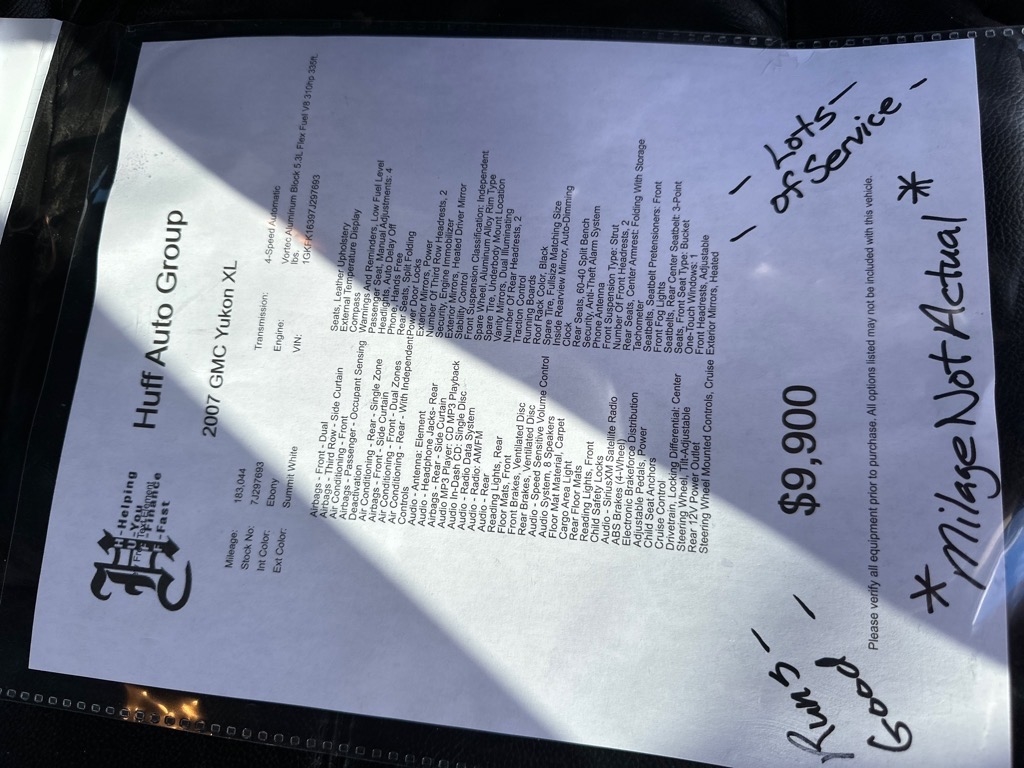 H-Helping
U-You
F-Finance
F-Fast
Huff Auto Group
2007 GMC Yukon XL
Mileage: 183,044
Stock No: 7J297693
Int Color: Ebony
Ext Color: Summit White
Transmission: 4-Speed Automatic
Engine: Vortec Aluminum Block 5.3L Flex Fuel V8 310hp 335ft.
lbs.
VIN:
Airbags - Front - Dual
Airbags - Third Row - Side Curtain
Air Conditioning - Front
Airbags - Passenger - Occupant Sensing
Deactivation
Air Conditioning - Rear - Single Zone
Airbags - Front - Side Curtain
Air Conditioning - Front - Dual Zones
Air Conditioning - Rear - With Independent
Controls
Audio - Antenna: Element
Audio - Headphone Jacks- Rear
Airbags - Rear - Side Curtain
Audio MP3 Player: CD MP3 Playback
Audio In-Dash CD: Single Disc
Audio - Radio Data System
Audio - Radio: AM/FM
Audio - Rear
Reading Lights, Rear
Floor Mats, Front
Front Brakes, Ventilated Disc
Rear Brakes, Ventilated Disc
Audio - Speed Sensitive Volume Control
Audio System, 8 Speakers
Floor Mat Material, Carpet
Cargo Area Light
Rear Floor Mats
Reading Lights, Front
Child Safety Locks
Audio - SiriusXM Satellite Radio
ABS Brakes (4-Wheel)
Electronic Brakeforce Distribution
Adjustable Pedals, Power
Child Seat Anchors
Cruise Control
Drivetrain, Locking Differential: Center
Steering Wheel, Tilt-Adjustable
Rear 12V Power Outlet
Steering Wheel Mounted Controls, Cruise
Seats, Leather Upholstery
External Temperature Display
Compass
Warnings And Reminders, Low Fuel Level
Passenger Seat, Manual Adjustments: 4
Headlights, Auto Delay Off
Phone, Hands Free
Rear Seats, Split Folding
Power Door Locks
Exterior Mirrors, Power
Number Of Third Row Headrests, 2
Security, Engine Immobilizer
Exterior Mirrors, Heated Driver Mirror
Stability Control
Front Suspension Classification: Independent
Spare Wheel, Aluminum Alloy Rim Type
Spare Tire, Underbody Mount Location
Vanity Mirrors, Dual Illuminating
Number Of Rear Headrests, 2
Traction Control
Running Boards
Roof Rack Color, Black
Spare Tire, Fullsize Matching Size
Inside Rearview Mirror, Auto-Dimming
Clock
Rear Seats, 60-40 Split Bench
Security, Anti-Theft Alarm System
Phone Antenna
Front Suspension Type: Strut
Number Of Front Headrests, 2
Rear Seats, Center Armrest: Folding With Storage
Tachometer
Seatbelts, Seatbelt Pretensioners: Front
Front Fog Lights
Seatbelts, Rear Center Seatbelt: 3-Point
Seats, Front Seat Type: Bucket
One-Touch Windows: 1
Front Headrests, Adjustable
Exterior Mirrors, Heated
$9,900
- Runs -
Good -
- Lots -
- of Service -
Please verify all equipment prior to purchase. All options listed may not be included with this vehicle.
* Milage Not Actual *